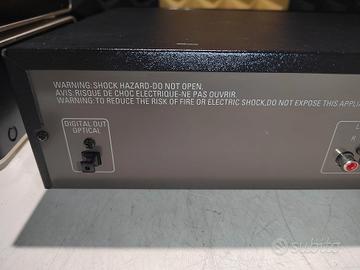 WARNING:SHOCK HAZARD-DO NOT OPEN.
AVIS:RISQUE DE CHOC ELECTRIQUE-NE PAS OUVRIR.
WARNING:TO REDUCE THE RISK OF FIRE OR ELECTRIC SHOCK,DO NOT EXPOSE THIS APPLI
DIGITAL OUT
OPTICAL
L
R
subito